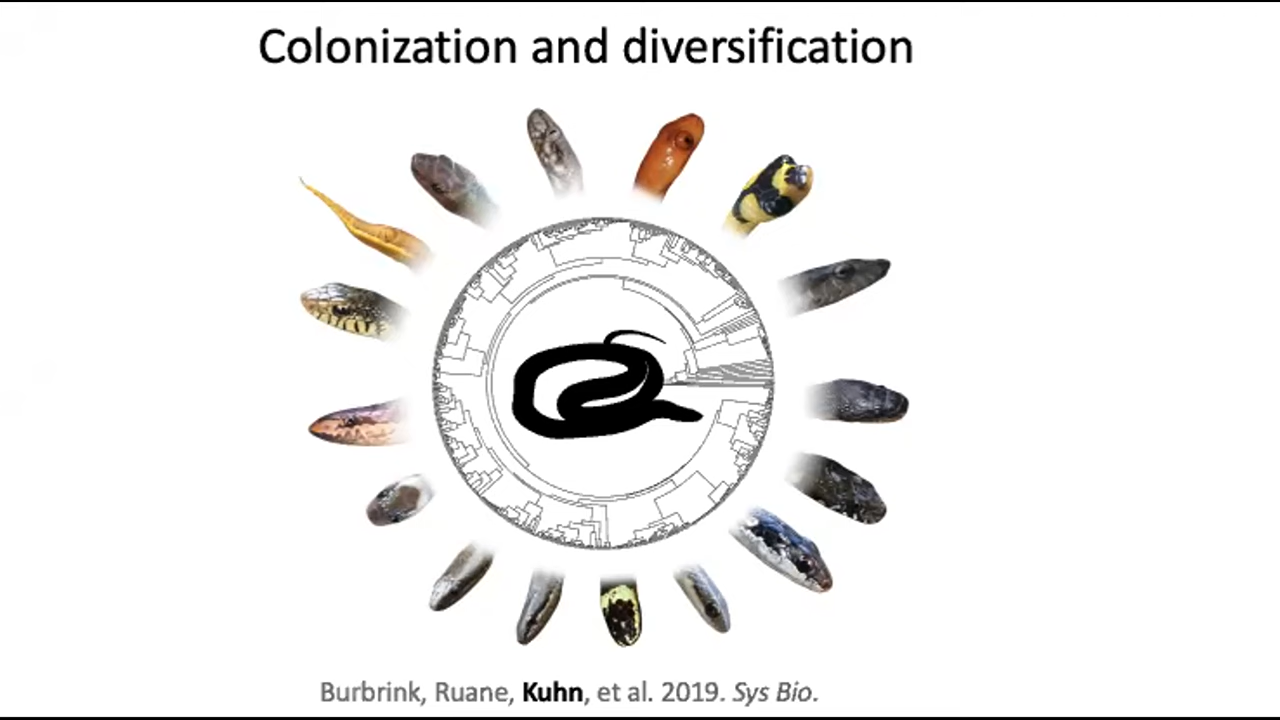 Colonization and diversification
Burbrink, Ruane, Kuhn, et al. 2019. Sys Bio.